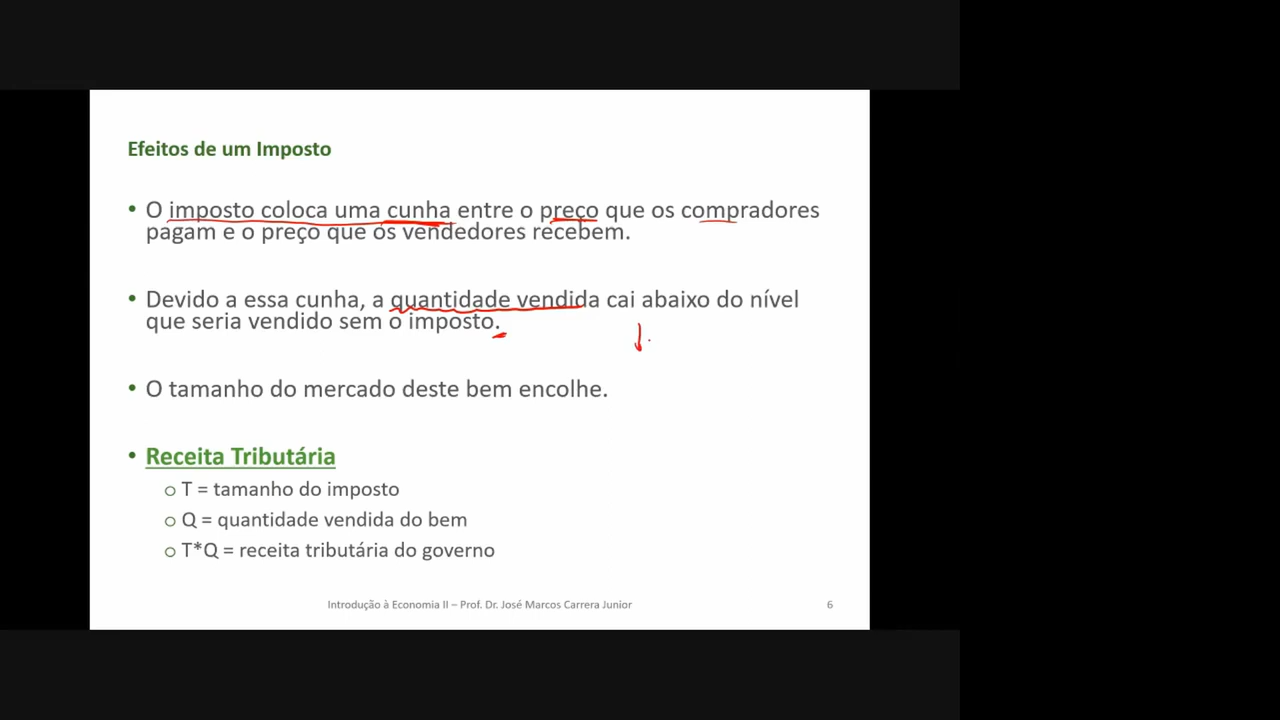 Efeitos de um Imposto
• O imposto coloca uma cunha entre o preço que os compradores
pagam e o preço que os vendedores recebem.
• Devido a essa cunha, a quantidade vendida cai abaixo do nível
que seria vendido sem o imposto.
• O tamanho do mercado deste bem encolhe.
• Receita Tributária
o T = tamanho do imposto
o Q = quantidade vendida do bem
o T*Q = receita tributária do governo
Introdução à Economia II – Prof. Dr. José Marcos Carrera Junior 6